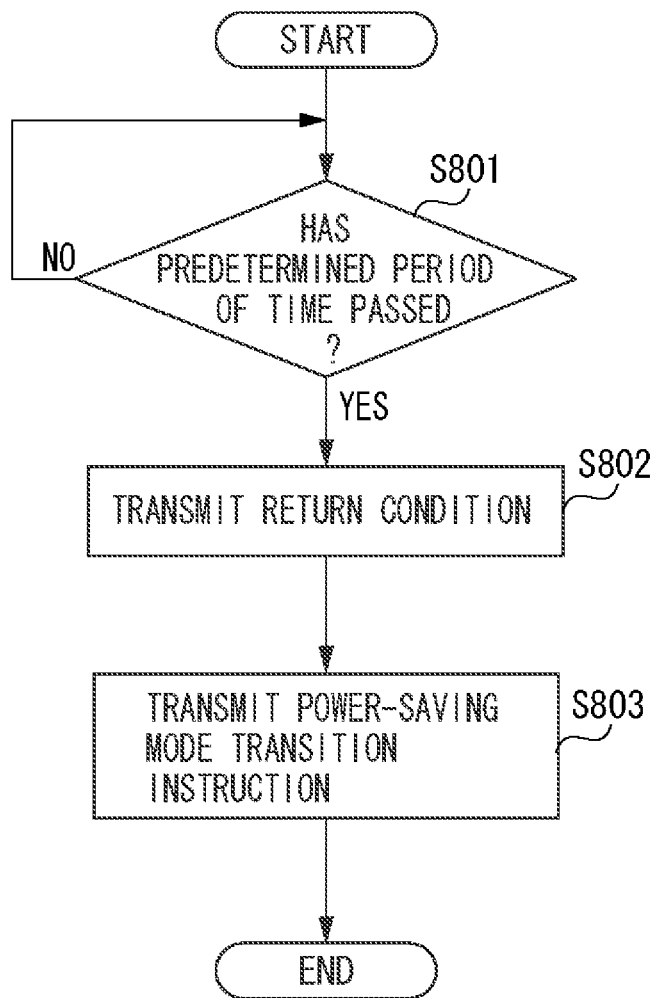 START
S801
HAS
PREDETERMINED PERIOD
OF TIME PASSED
?
NO
YES
S802
TRANSMIT RETURN CONDITION
S803
TRANSMIT POWER-SAVING
MODE TRANSITION
INSTRUCTION
END